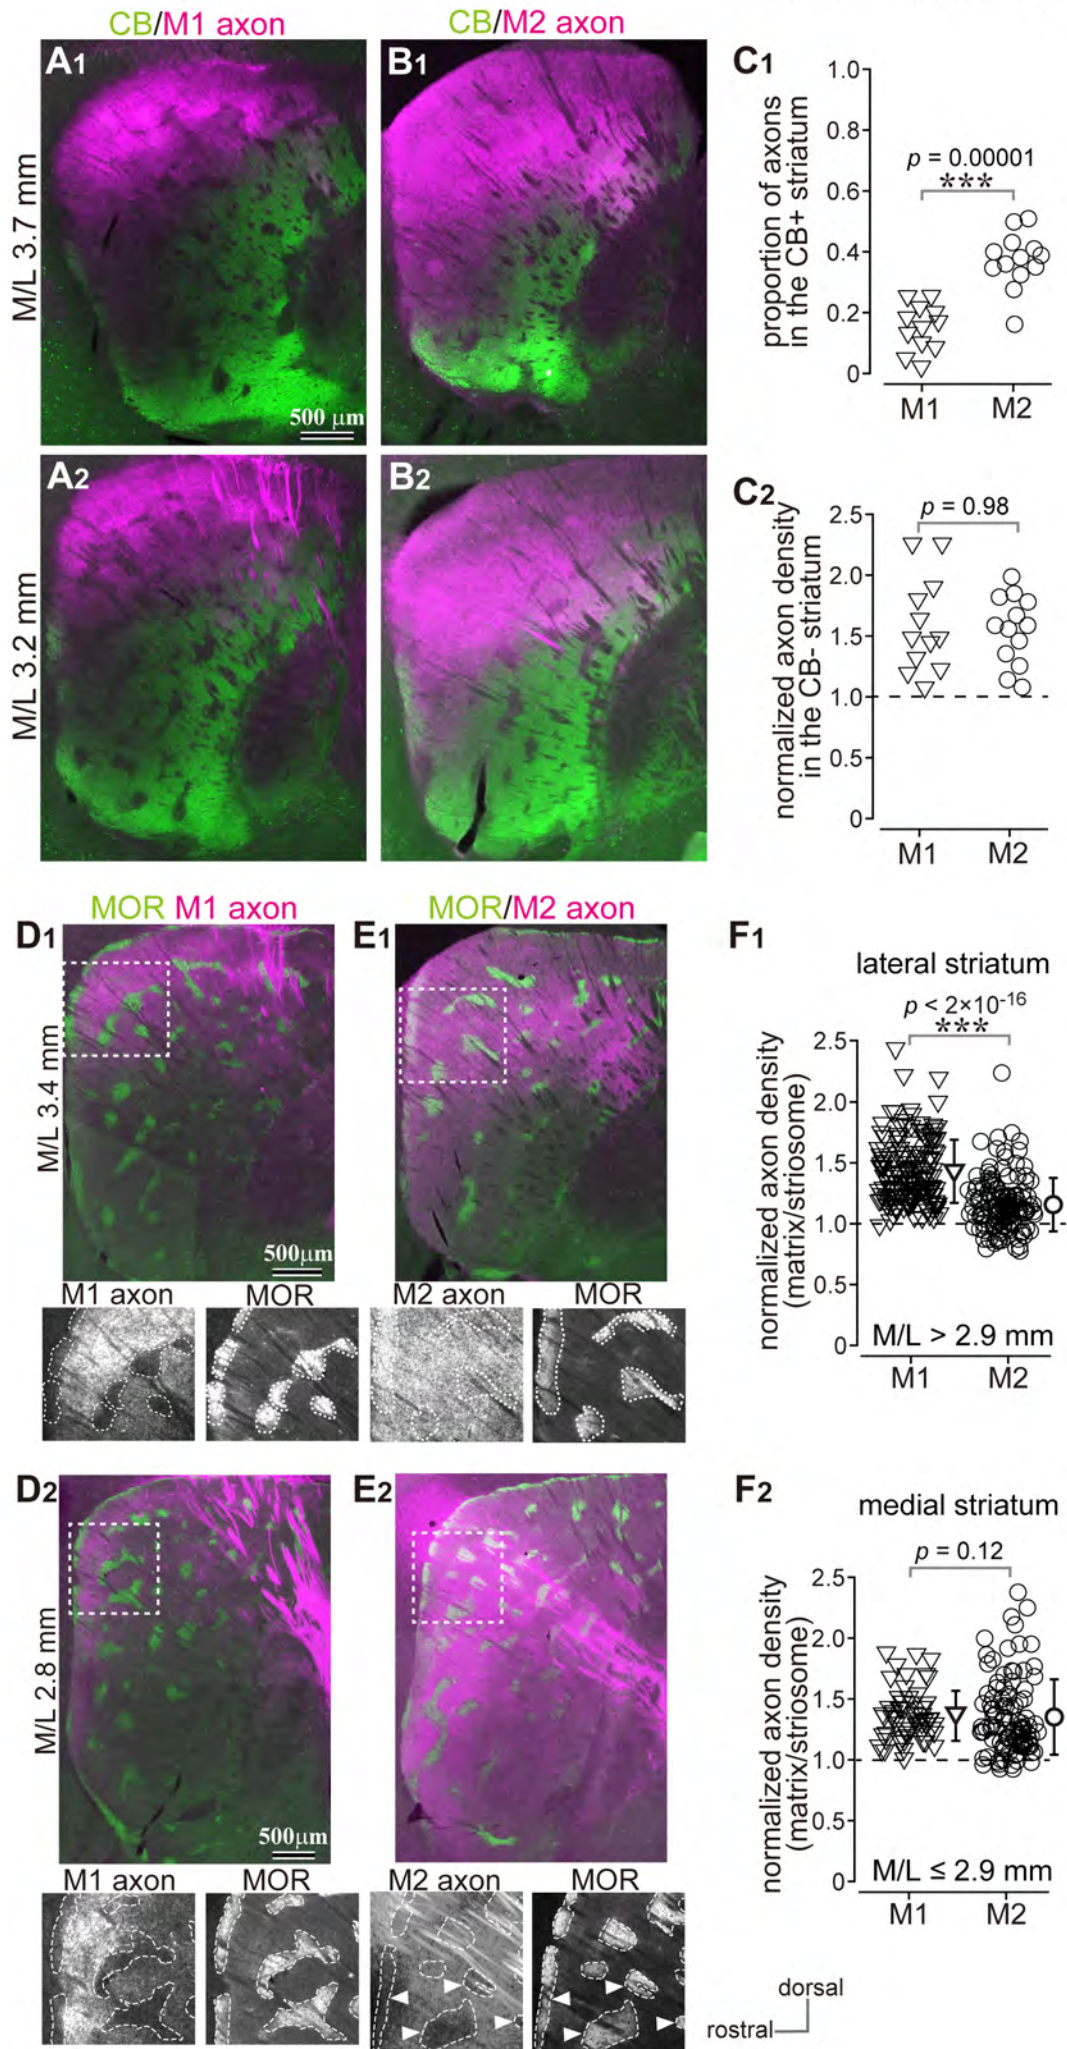 CB/M1 axon
CB/M2 axon
A1
B1
M/L 3.7 mm
500 μm
C1
1.0
0.8
0.6
0.4
0.2
0
proportion of axons
in the CB+ striatum
p = 0.00001
***
M1
M2
A2
B2
M/L 3.2 mm
C2
2.5
2.0
1.5
1.0
0.5
0
normalized axon density
in the CB- striatum
p = 0.98
M1
M2
MOR M1 axon
MOR/M2 axon
D1
E1
M/L 3.4 mm
500μm
M1 axon
MOR
M2 axon
MOR
F1
lateral striatum
p < 2×10-16
***
2.5
2.0
1.5
1.0
0.5
0
normalized axon density
(matrix/striosome)
M/L > 2.9 mm
M1
M2
D2
E2
M/L 2.8 mm
500μm
M1 axon
MOR
M2 axon
MOR
F2
medial striatum
p = 0.12
2.5
2.0
1.5
1.0
0.5
0
normalized axon density
(matrix/striosome)
M/L ≤ 2.9 mm
M1
M2
dorsal
rostral